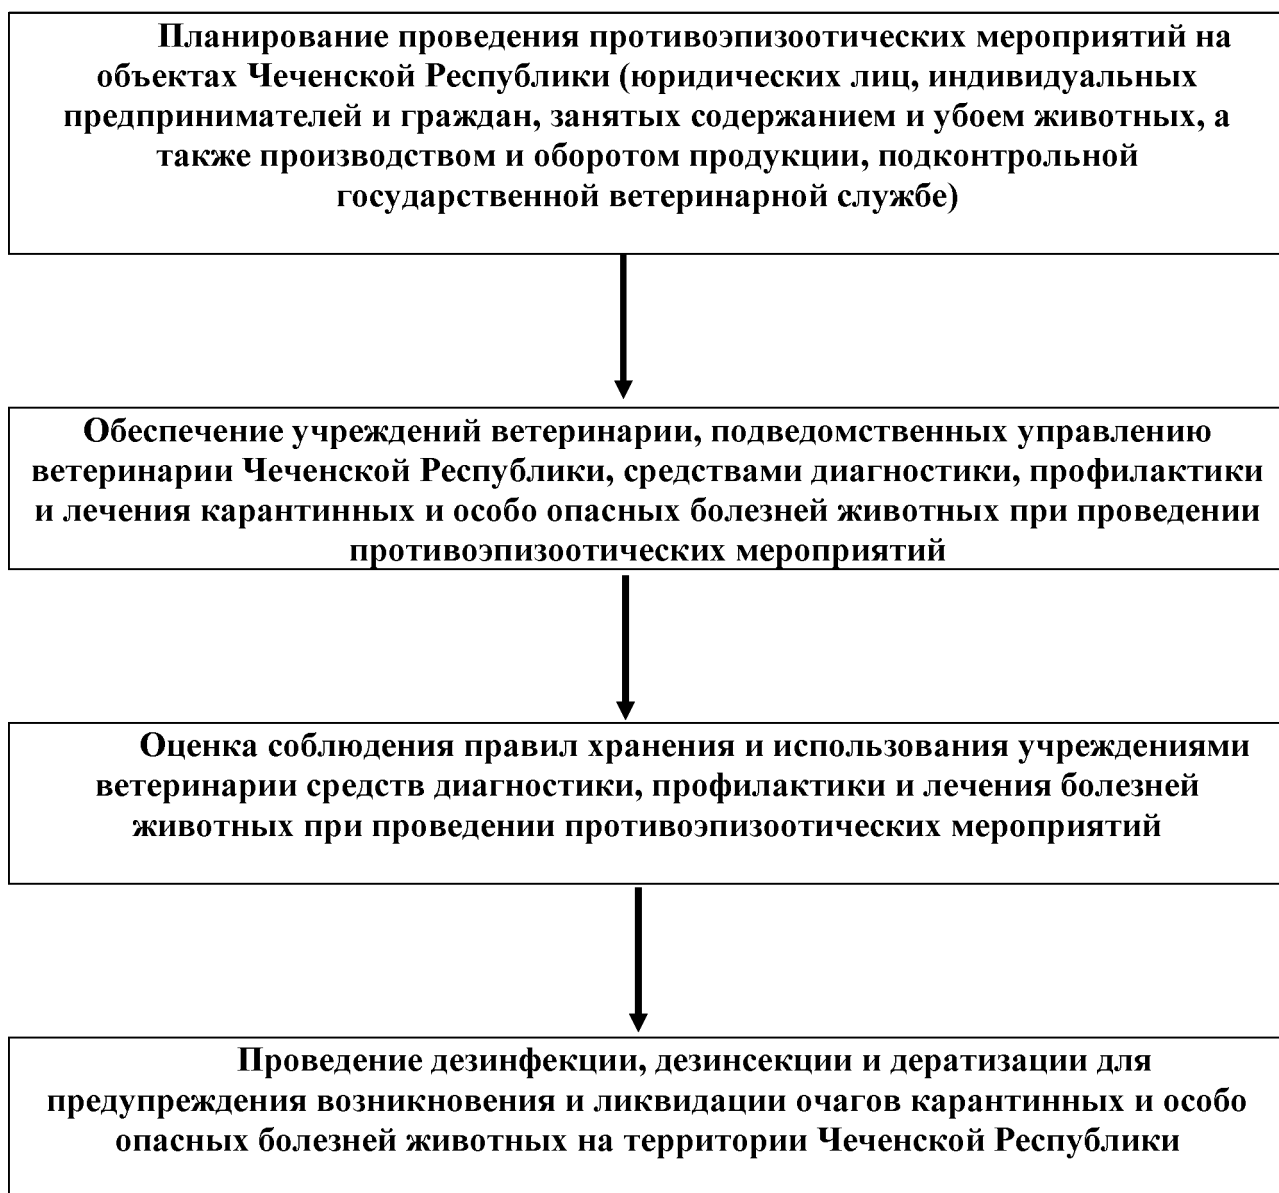 Планирование проведения противоэпизоотических мероприятий на
объектах Чеченской Республики (юридических лиц, индивидуальных
предпринимателей и граждан, занятых содержанием и убоем животных, а
также производством и оборотом продукции, подконтрольной
государственной ветеринарной службе)
Обеспечение учреждений ветеринарии, подведомственных управлению
ветеринарии Чеченской Республики, средствами диагностики, профилактики
и лечения карантинных и особо опасных болезней животных при проведении
противоэпизоотических мероприятий
Оценка соблюдения правил хранения и использования учреждениями
ветеринарии средств диагностики, профилактики и лечения болезней
животных при проведении противоэпизоотических мероприятий
Проведение дезинфекции, дезинсекции и дератизации для
предупреждения возникновения и ликвидации очагов карантинных и особо
опасных болезней животных на территории Чеченской Республики